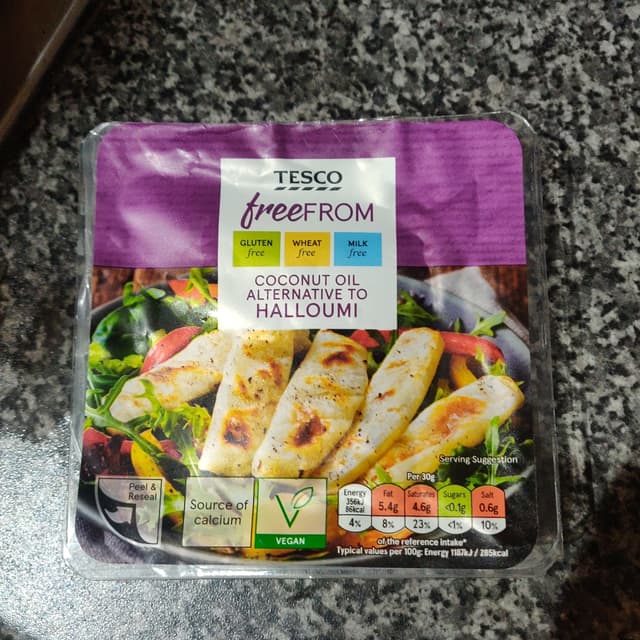 TESCO
freeFROM
GLUTEN free
WHEAT free
MILK free
COCONUT OIL
ALTERNATIVE TO
HALLOUMI
Serving Suggestion
Peel &
Reseal
Source of
calcium
VEGAN
Per 30g
Energy 356kJ 86kcal 4%
Fat 5.4g 8%
Saturates 4.6g 23%
Sugars <0.1g <1%
Salt 0.6g 10%
of the reference intake*
Typical values per 100g: Energy 1187kJ / 285kcal